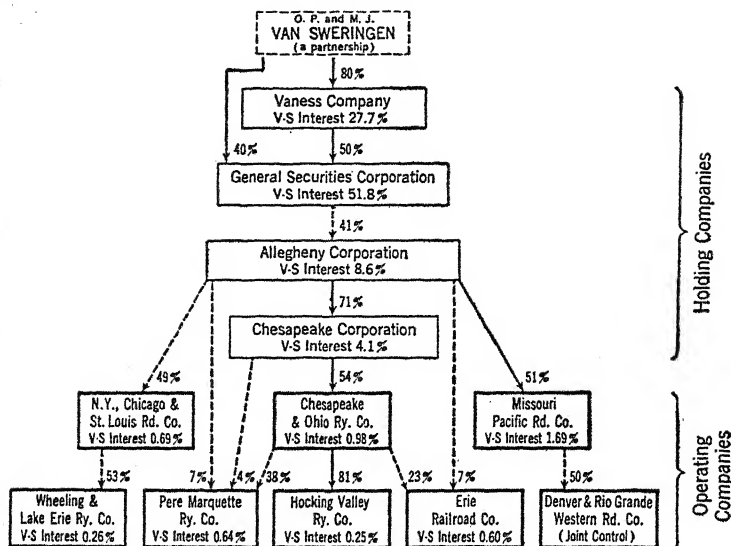 O. P. and M. J.
VAN SWERINGEN
(a partnership)
80%
Vaness Company
V-S Interest 27.7%
40%
50%
General Securities Corporation
V-S Interest 51.8%
41%
Allegheny Corporation
V-S Interest 8.6%
71%
Chesapeake Corporation
V-S Interest 4.1%
Holding Companies
49%
54%
51%
N.Y., Chicago &
St. Louis Rd. Co.
V-S Interest 0.69%
Chesapeake
& Ohio Ry. Co.
V-S Interest 0.98%
Missouri
Pacific Rd. Co.
V-S Interest 1.69%
53%
7%
4%
38%
81%
23%
7%
50%
Wheeling &
Lake Erie Ry. Co.
V-S Interest 0.26%
Pere Marquette
Ry. Co.
V-S Interest 0.64%
Hocking Valley
Ry. Co.
V-S Interest 0.25%
Erie
Railroad Co.
V-S Interest 0.60%
Denver & Rio Grande
Western Rd. Co.
(Joint Control)
Operating
Companies